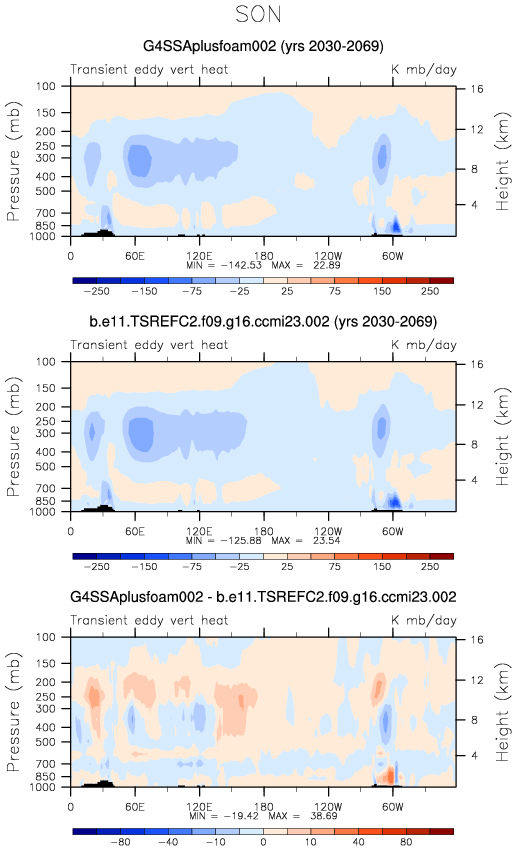 SON
G4SSAplusfoam002 (yrs 2030-2069)
Transient eddy vert heat K mb/day
Pressure (mb)
100
150
200
250
300
400
500
700
850
1000
16
12
8
4
Height (km)
0 60E 120E 180 120W 60W
MIN = -142.53 MAX = 22.89
-250 -150 -75 -25 25 75 150 250
b.e11.TSREFC2.f09.g16.ccmi23.002 (yrs 2030-2069)
Transient eddy vert heat K mb/day
Pressure (mb)
100
150
200
250
300
400
500
700
850
1000
16
12
8
4
Height (km)
0 60E 120E 180 120W 60W
MIN = -125.88 MAX = 23.54
-250 -150 -75 -25 25 75 150 250
G4SSAplusfoam002 - b.e11.TSREFC2.f09.g16.ccmi23.002
Transient eddy vert heat K mb/day
Pressure (mb)
100
150
200
250
300
400
500
700
850
1000
16
12
8
4
Height (km)
0 60E 120E 180 120W 60W
MIN = -19.42 MAX = 38.69
-80 -40 -10 0 10 40 80